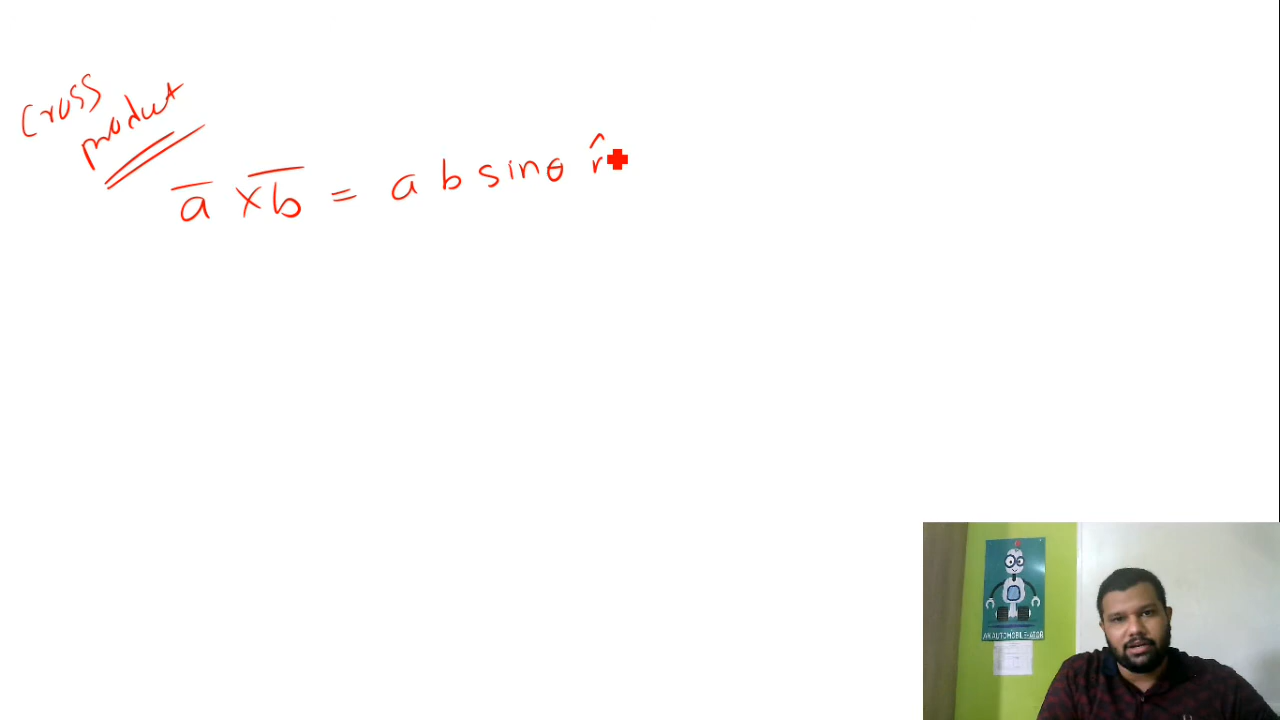 cross
product
a̅ × b̅ = a b sinθ r̂